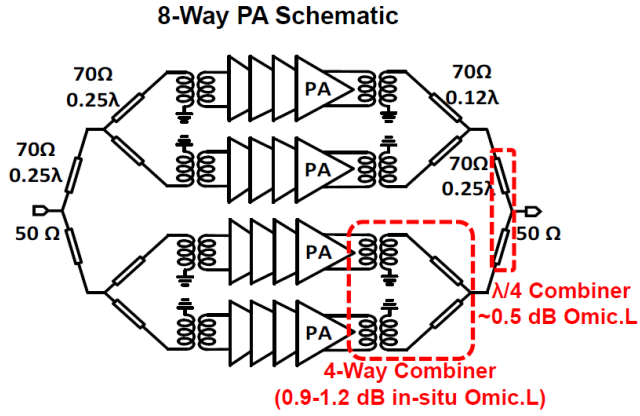 8-Way PA Schematic
70Ω
0.25λ
PA
70Ω
0.12λ
70Ω
0.25λ
PA
70Ω
0.25λ
50 Ω
50 Ω
PA
PA
λ/4 Combiner
~0.5 dB Omic.L
4-Way Combiner
(0.9-1.2 dB in-situ Omic.L)